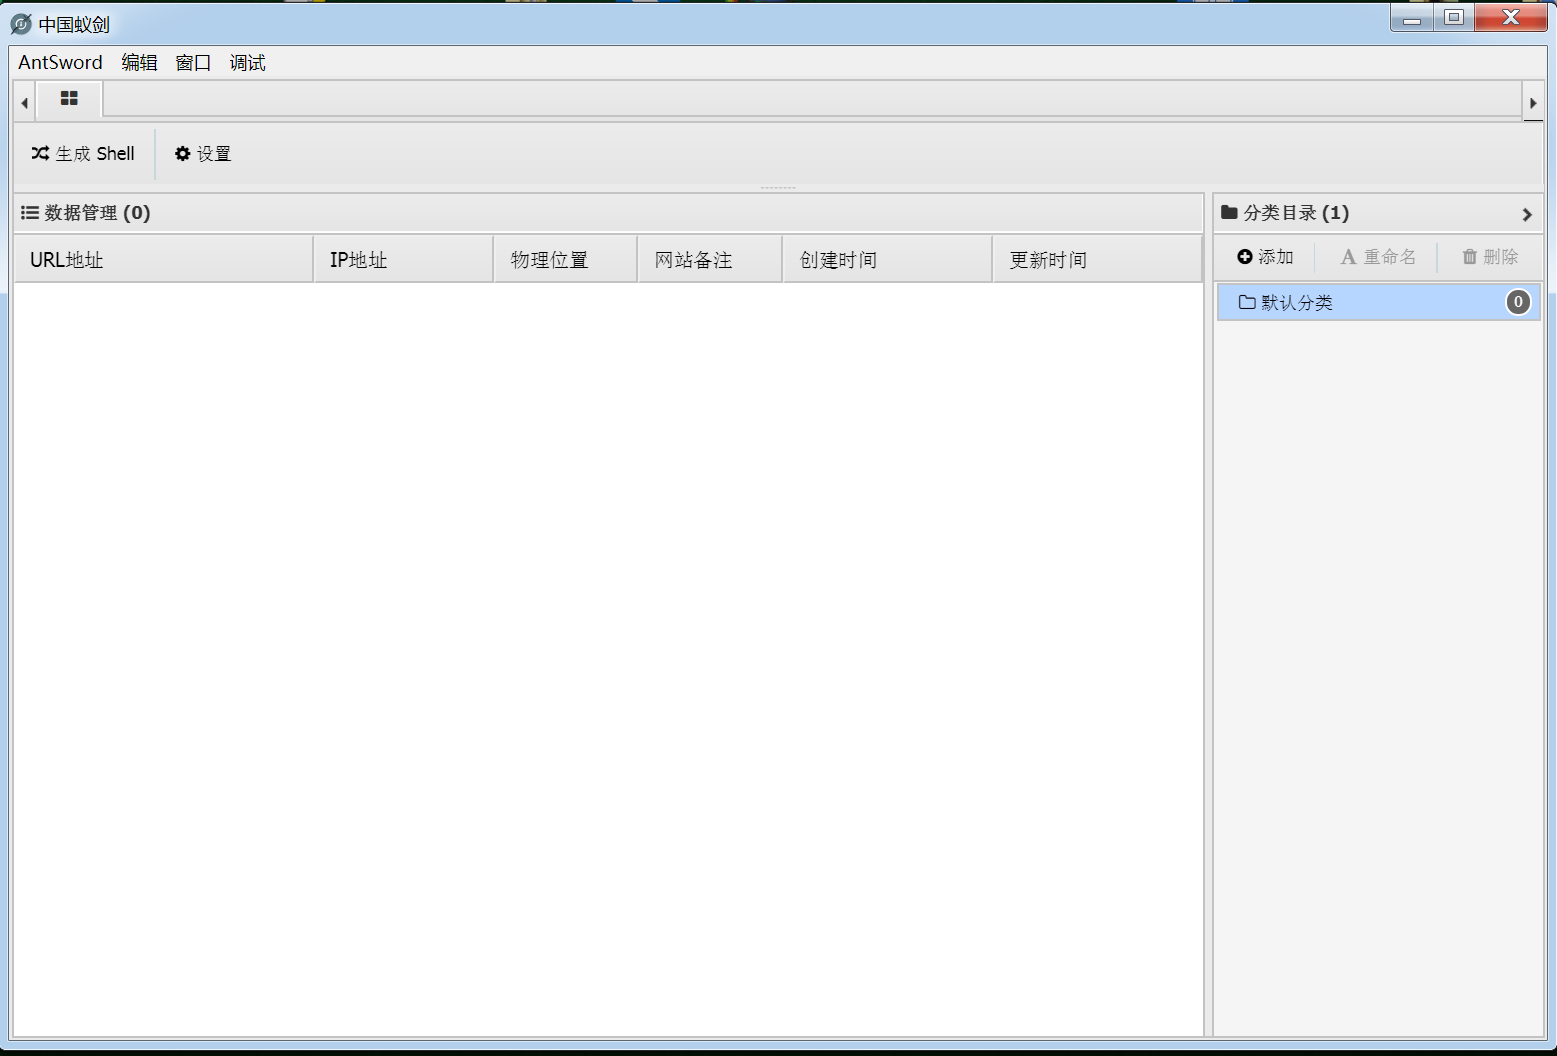 中国蚁剑
AntSword 编辑 窗口 调试
生成 Shell 设置
数据管理 (0)
URL地址 IP地址 物理位置 网站备注 创建时间 更新时间
分类目录 (1)
添加 重命名 删除
默认分类 0